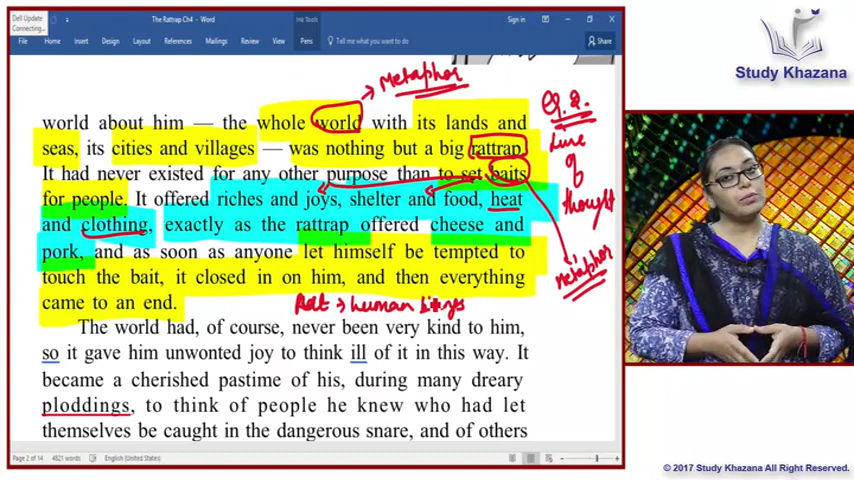 Dell Update
Connecting...
The Rattrap Ch4 - Word
Ink Tools
Sign in
File Home Insert Design Layout References Mailings Review View Pens Tell me what you want to do Share
Study Khazana
Metaphor
world about him — the whole world with its lands and
seas, its cities and villages — was nothing but a big rattrap.
It had never existed for any other purpose than to set baits
for people. It offered riches and joys, shelter and food, heat
and clothing, exactly as the rattrap offered cheese and
pork, and as soon as anyone let himself be tempted to
touch the bait, it closed in on him, and then everything
came to an end.
Q.2.
Line
of
thought
metaphor
Rat → human beings
The world had, of course, never been very kind to him,
so it gave him unwonted joy to think ill of it in this way. It
became a cherished pastime of his, during many dreary
ploddings, to think of people he knew who had let
themselves be caught in the dangerous snare, and of others
Page 2 of 14 4821 words English (United States)
© 2017 Study Khazana All Right Reserved.